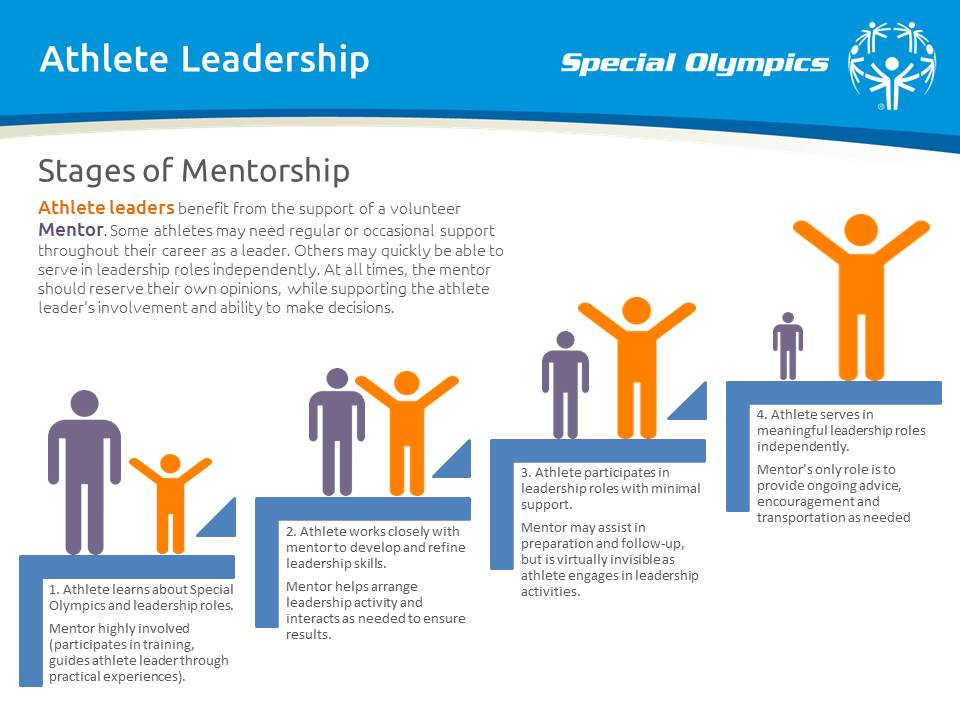 Athlete Leadership
Special Olympics
®
Stages of Mentorship
Athlete leaders benefit from the support of a volunteer
Mentor. Some athletes may need regular or occasional support
throughout their career as a leader. Others may quickly be able to
serve in leadership roles independently. At all times, the mentor
should reserve their own opinions, while supporting the athlete
leader's involvement and ability to make decisions.
1. Athlete learns about Special
Olympics and leadership roles.
Mentor highly involved
(participates in training,
guides athlete leader through
practical experiences).
2. Athlete works closely with
mentor to develop and refine
leadership skills.
Mentor helps arrange
leadership activity and
interacts as needed to ensure
results.
3. Athlete participates in
leadership roles with minimal
support.
Mentor may assist in
preparation and follow-up,
but is virtually invisible as
athlete engages in leadership
activities.
4. Athlete serves in
meaningful leadership roles
independently.
Mentor's only role is to
provide ongoing advice,
encouragement and
transportation as needed